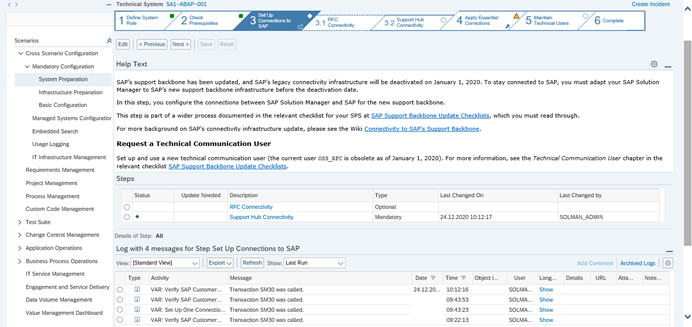 Technical System SA1-ABAP-001
Create Incident
1 Define System Role
2 Check Prerequisites
3 Set Up Connections to SAP
3.1 RFC Connectivity
3.2 Support Hub Connectivity
4 Apply Essential Corrections
5 Maintain Technical Users
6 Complete
Edit < Previous Next > Save Reset
Scenarios
Cross Scenario Configuration
Mandatory Configuration
System Preparation
Infrastructure Preparation
Basic Configuration
Managed Systems Configuration
Embedded Search
Usage Logging
IT Infrastructure Management
Requirements Management
Project Management
Process Management
Custom Code Management
Test Suite
Change Control Management
Application Operations
Business Process Operations
IT Service Management
Engagement and Service Delivery
Data Volume Management
Value Management Dashboard
Help Text
SAP's support backbone has been updated, and SAP's legacy connectivity infrastructure will be deactivated on January 1, 2020. To stay connected to SAP, you must adapt your SAP Solution
Manager to SAP's new support backbone infrastructure before the deactivation date.
In this step, you configure the connections between SAP Solution Manager and SAP for the new support backbone.
This step is part of a wider process documented in the relevant checklist for your SPS at SAP Support Backbone Update Checklists, which you must read through.
For more background on SAP's connectivity infrastructure update, please see the Wiki Connectivity to SAP's Support Backbone.
Request a Technical Communication User
Set up and use a new technical communication user (the current user OSS_RFC is obsolete as of January 1, 2020). For more information, see the Technical Communication User chapter in the
relevant checklist SAP Support Backbone Update Checklists.
Steps
Status Update Needed Description Type Last Changed On Last Changed by
RFC Connectivity Optional
Support Hub Connectivity Mandatory 24.12.2020 10:12:17 SOLMAN_ADMIN
Details of Step: All
Log with 4 messages for Step Set Up Connections to SAP
View: [Standard View] Print Version Export Refresh Show: Last Run Add Comment Archived Logs
Type Activity Message Date Time Object i... User Long... Details URL Atta... Note...
VAR: Verify SAP Customer... Transaction SM30 was called. 24.12.20... 10:12:16 SOLMA... Show
VAR: Verify SAP Customer... Transaction SM30 was called. 09:43:53 SOLMA... Show
VAR: Set Up One Connectio... Transaction SM30 was called. 09:43:23 SOLMA... Show
VAR: Verify SAP Customer... Transaction SM30 was called. 09:22:13 SOLMA... Show